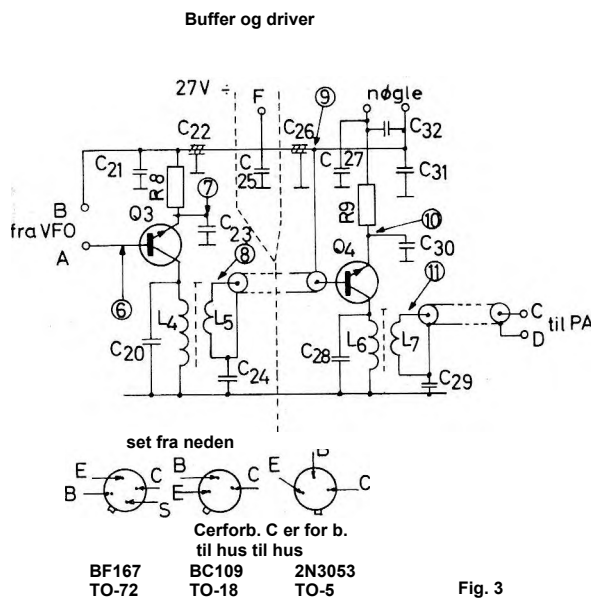 Buffer og driver
27V ÷
F
⑨
nøgle
C22
C26
C32
C21
R8
C25
C27
C31
⑦
B
Q3
fra VFO
A
C23
R9
⑩
⑧
Q4
C30
⑥
⑪
L4
L5
L6
L7
C
til PA
D
C20
C24
C28
C29
set fra neden
E
B
C
S
B
E
C
B
E
C
Cerforb. C er for b.
til hus til hus
BF167 BC109 2N3053
TO-72 TO-18 TO-5
Fig. 3